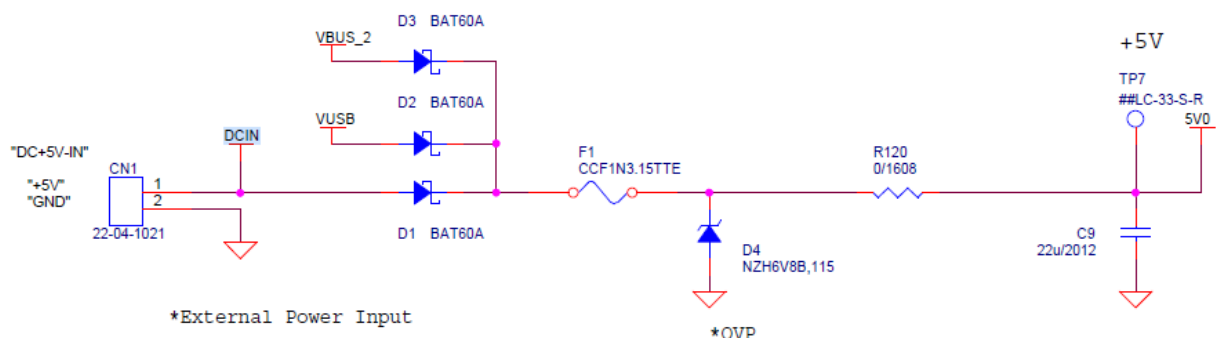 D3 BAT60A
VBUS_2
+5V
TP7
##LC-33-S-R
5V0
D2 BAT60A
VUSB
DCIN
"DC+5V-IN"
CN1
"+5V"
"GND"
1
2
22-04-1021
D1 BAT60A
F1
CCF1N3.15TTE
R120
0/1608
D4
NZH6V8B,115
C9
22u/2012
*External Power Input
*OVP